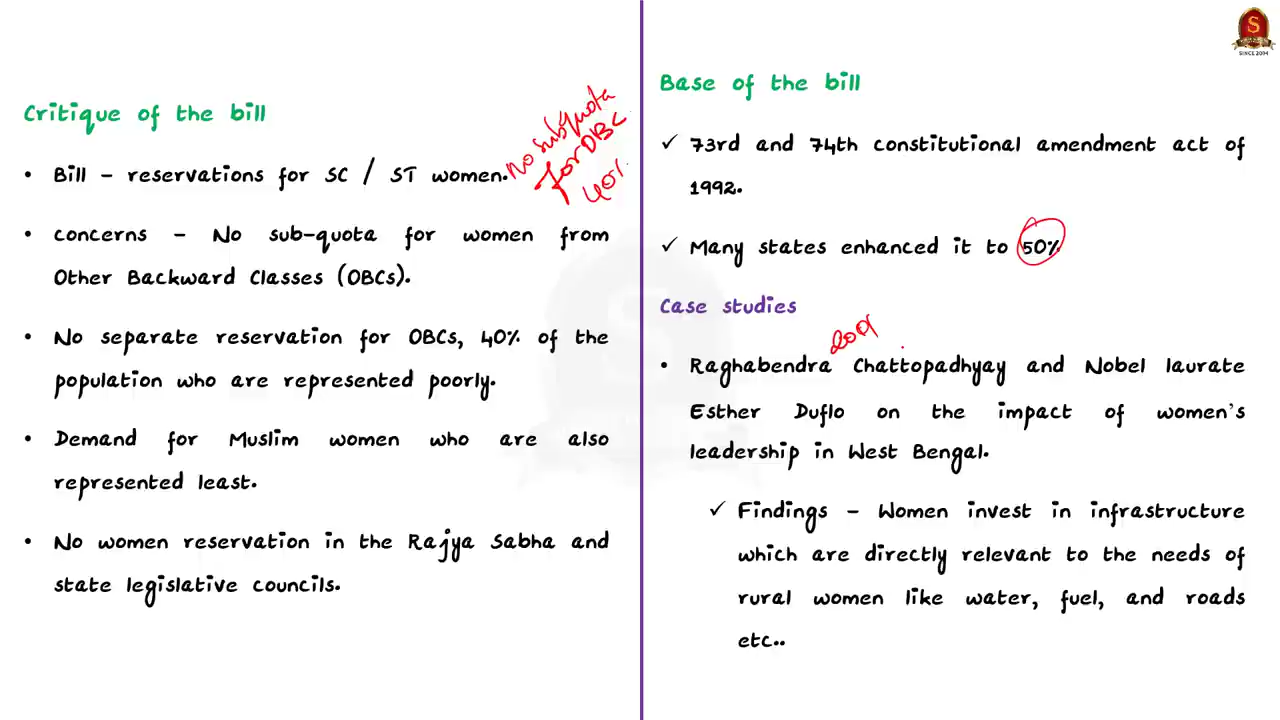 Critique of the bill
• Bill – reservations for SC / ST women.
No subquota
for OBC
40%
• concerns – No sub-quota for women from
Other Backward Classes (OBCs).
• No separate reservation for OBCs, 40% of the
population who are represented poorly.
• Demand for Muslim women who are also
represented least.
• No women reservation in the Rajya Sabha and
state legislative councils.
S
SINCE 2004
Base of the bill
✓ 73rd and 74th constitutional amendment act of
1992.
✓ Many states enhanced it to 50%
Case studies
• Raghabendra Chattopadhyay and Nobel laurate
Esther Duflo on the impact of women's
leadership in West Bengal.
✓ Findings – Women invest in infrastructure
which are directly relevant to the needs of
rural women like water, fuel, and roads
etc..